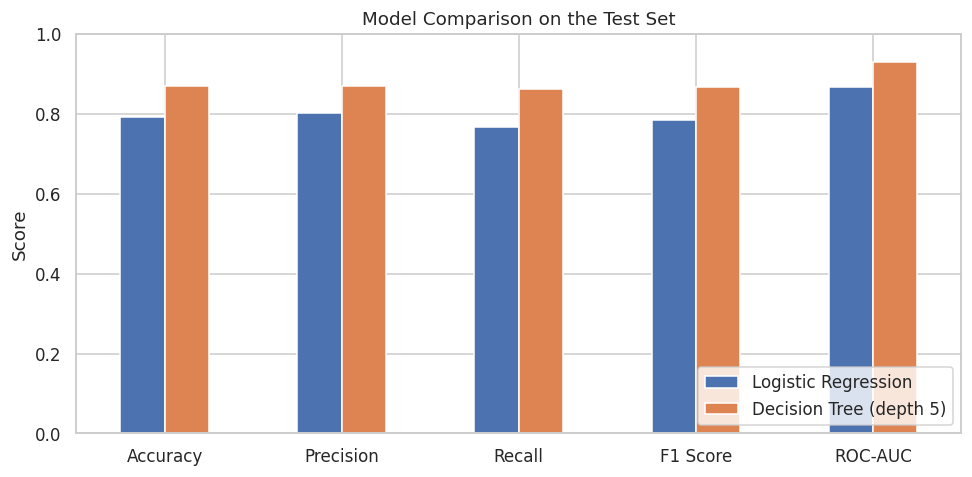 Model Comparison on the Test Set
1.0
0.8
0.6
0.4
0.2
0.0
Score
Accuracy
Precision
Recall
F1 Score
ROC-AUC
Logistic Regression
Decision Tree (depth 5)